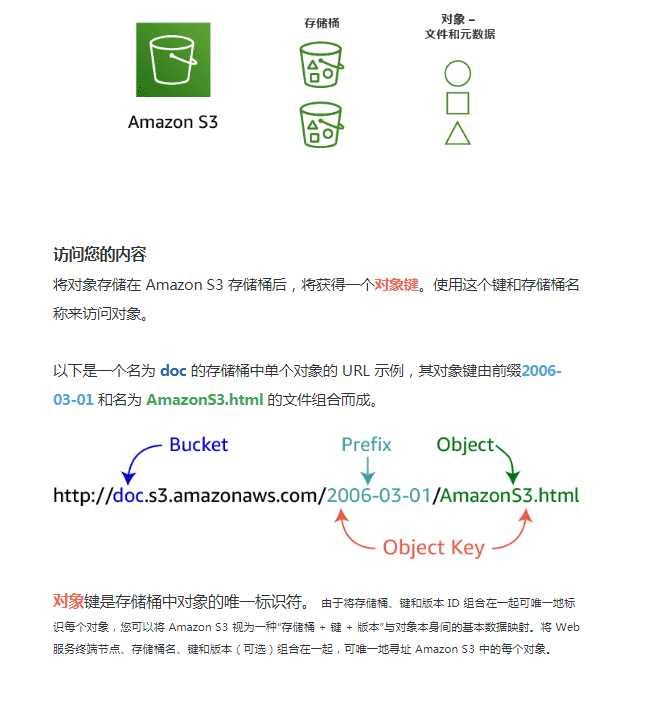 存储桶
对象 –
文件和元数据
Amazon S3
访问您的内容
将对象存储在 Amazon S3 存储桶后，将获得一个对象键。使用这个键和存储桶名
称来访问对象。
以下是一个名为 doc 的存储桶中单个对象的 URL 示例，其对象键由前缀2006-
03-01 和名为 AmazonS3.html 的文件组合而成。
Bucket Prefix Object
http://doc.s3.amazonaws.com/2006-03-01/AmazonS3.html
Object Key
对象键是存储桶中对象的唯一标识符。 由于将存储桶、键和版本 ID 组合在一起可唯一地标
识每个对象，您可以将 Amazon S3 视为一种"存储桶 + 键 + 版本"与对象本身间的基本数据映射。将 Web
服务终端节点、存储桶名、键和版本（可选）组合在一起，可唯一地寻址 Amazon S3 中的每个对象。